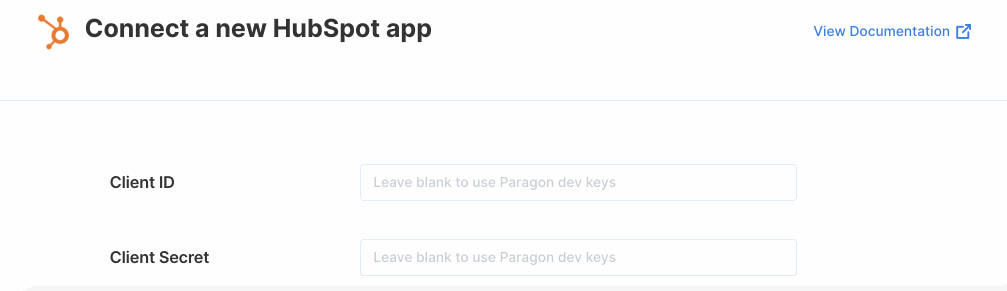 Connect a new HubSpot app
View Documentation
Client ID
Leave blank to use Paragon dev keys
Client Secret
Leave blank to use Paragon dev keys